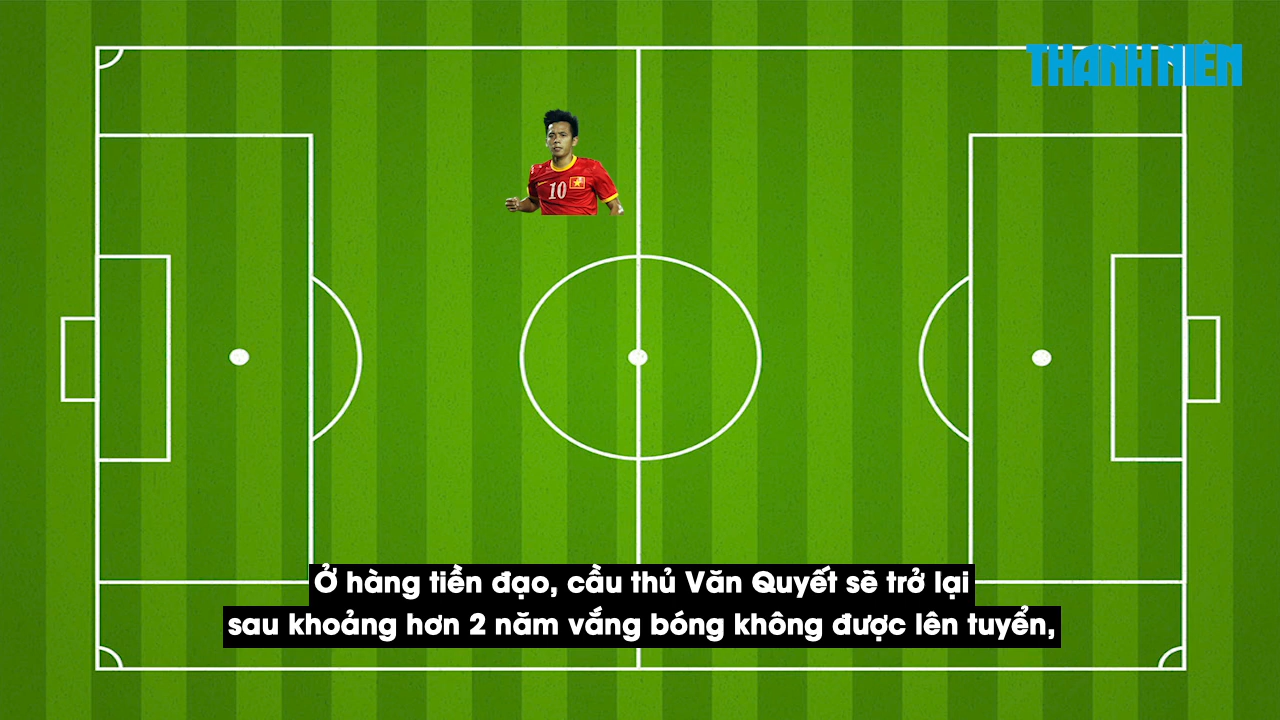 THANH NIÊN
10
Ở hàng tiền đạo, cầu thủ Văn Quyết sẽ trở lại
sau khoảng hơn 2 năm vắng bóng không được lên tuyển,